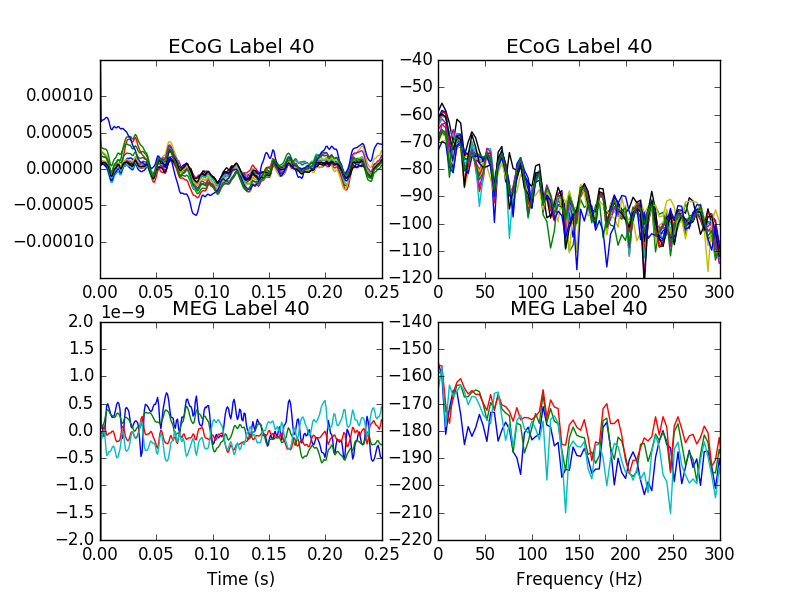 ECoG Label 40
0.00010
0.00005
0.00000
−0.00005
−0.00010
0.00 0.05 0.10 0.15 0.20 0.25
ECoG Label 40
−40
−50
−60
−70
−80
−90
−100
−110
−120
0 50 100 150 200 250 300
MEG Label 40
1e−9
2.0
1.5
1.0
0.5
0.0
−0.5
−1.0
−1.5
−2.0
0.00 0.05 0.10 0.15 0.20 0.25
Time (s)
MEG Label 40
−140
−150
−160
−170
−180
−190
−200
−210
−220
0 50 100 150 200 250 300
Frequency (Hz)